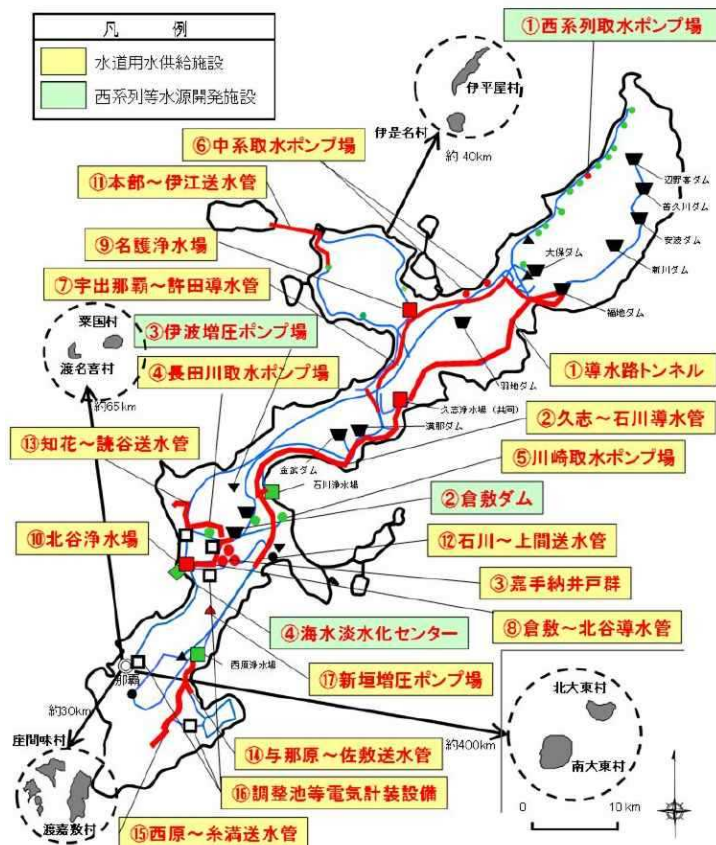 凡 例
水道用水供給施設
西系列等水源開発施設
①西系列取水ポンプ場
伊平屋村
伊是名村
約 40km
⑥中系取水ポンプ場
⑪本部～伊江送水管
辺野喜ダム
普久川ダム
安波ダム
新川ダム
大保ダム
福地ダム
⑨名護浄水場
⑦宇出那覇～許田導水管
粟国村
渡名喜村
③伊波増圧ポンプ場
④長田川取水ポンプ場
羽地ダム
①導水路トンネル
約65km
久志浄水場（共同）
漢那ダム
②久志～石川導水管
⑬知花～読谷送水管
金武ダム
石川浄水場
⑤川崎取水ポンプ場
②倉敷ダム
⑩北谷浄水場
⑫石川～上間送水管
③嘉手納井戸群
⑧倉敷～北谷導水管
④海水淡水化センター
西原浄水場
⑰新垣増圧ポンプ場
那覇
北大東村
約30km
座間味村
約400km
⑭与那原～佐敷送水管
南大東村
⑯調整池等電気計装設備
渡嘉敷村
⑮西原～糸満送水管
0 10 km